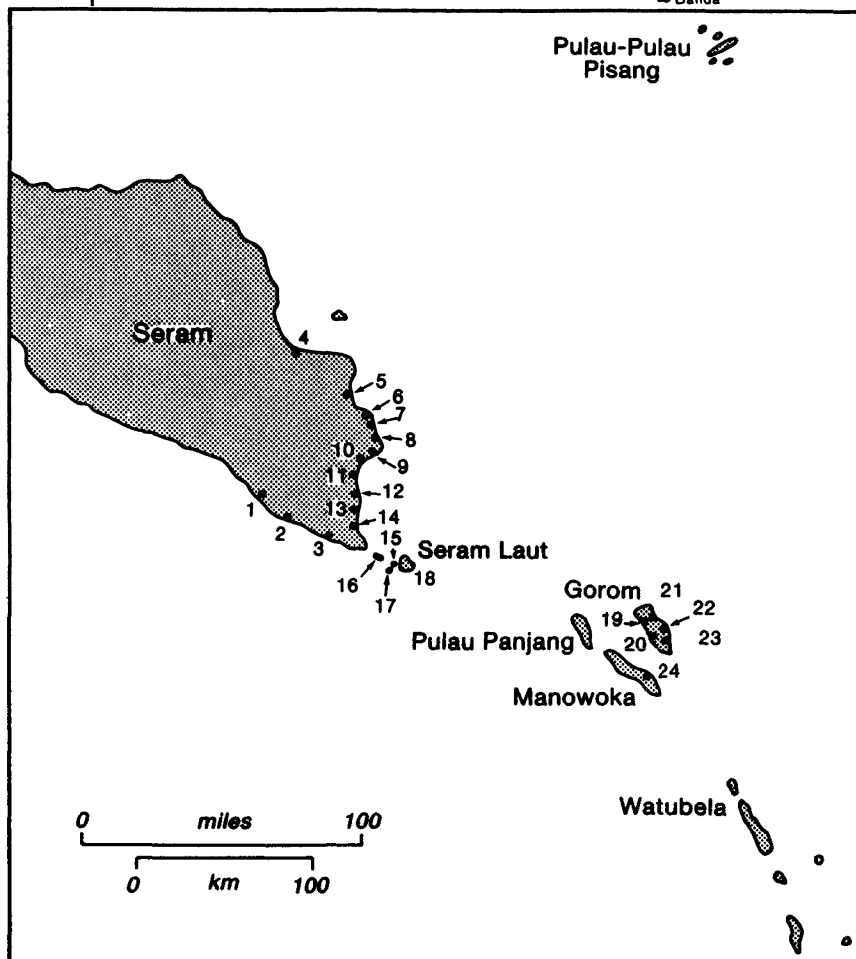 Banda
Pulau-Pulau
Pisang
Seram
4
5
6
7
8
9
10
11
12
13
14
1
2
3
15
16
17
18
Seram Laut
Gorom
21
19
22
20
23
Pulau Panjang
24
Manowoka
Watubela
0 miles 100
0 km 100